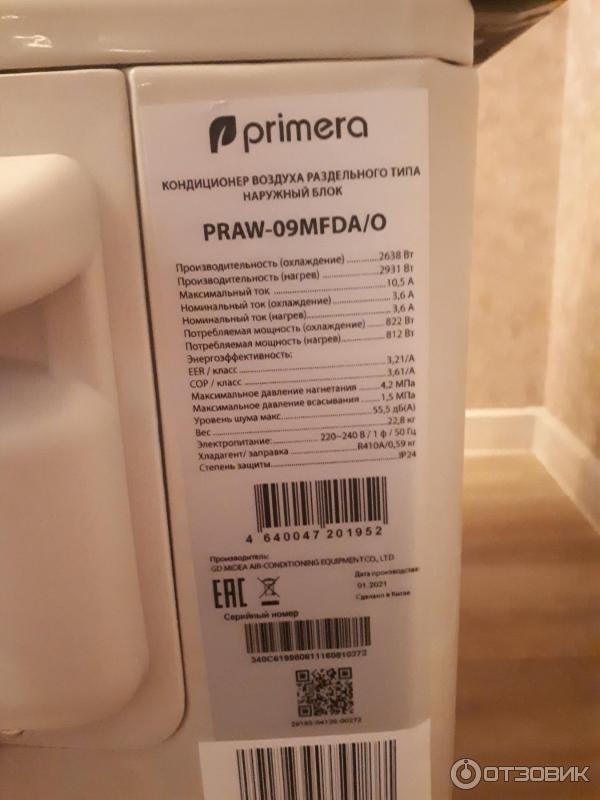 primera
КОНДИЦИОНЕР ВОЗДУХА РАЗДЕЛЬНОГО ТИПА
НАРУЖНЫЙ БЛОК
PRAW-09MFDA/O
Производительность (охлаждение) ............ 2638 Вт
Производительность (нагрев) ............ 2931 Вт
Максимальный ток ............ 10,5 А
Номинальный ток (охлаждение) ............ 3,6 А
Номинальный ток (нагрев) ............ 3,6 А
Потребляемая мощность (охлаждение) ............ 822 Вт
Потребляемая мощность (нагрев) ............ 812 Вт
Энергоэффективность:
EER / класс ............ 3,21/А
COP / класс ............ 3,61/А
Максимальное давление нагнетания ............ 4,2 МПа
Максимальное давление всасывания ............ 1,5 МПа
Уровень шума макс. ............ 55,5 дБ(А)
Вес ............ 22,8 кг
Электропитание: ............ 220~240 В / 1 ф / 50 Гц
Хладагент/ заправка ............ R410A/0,59 кг
Степень защиты ............ IP24
4 640047 201952
Производитель:
GD MIDEA AIR-CONDITIONING EQUIPMENT CO., LTD
Дата производства:
01.2021
Сделано в Китае
EAC
Серийный номер
ОТЗОВИК